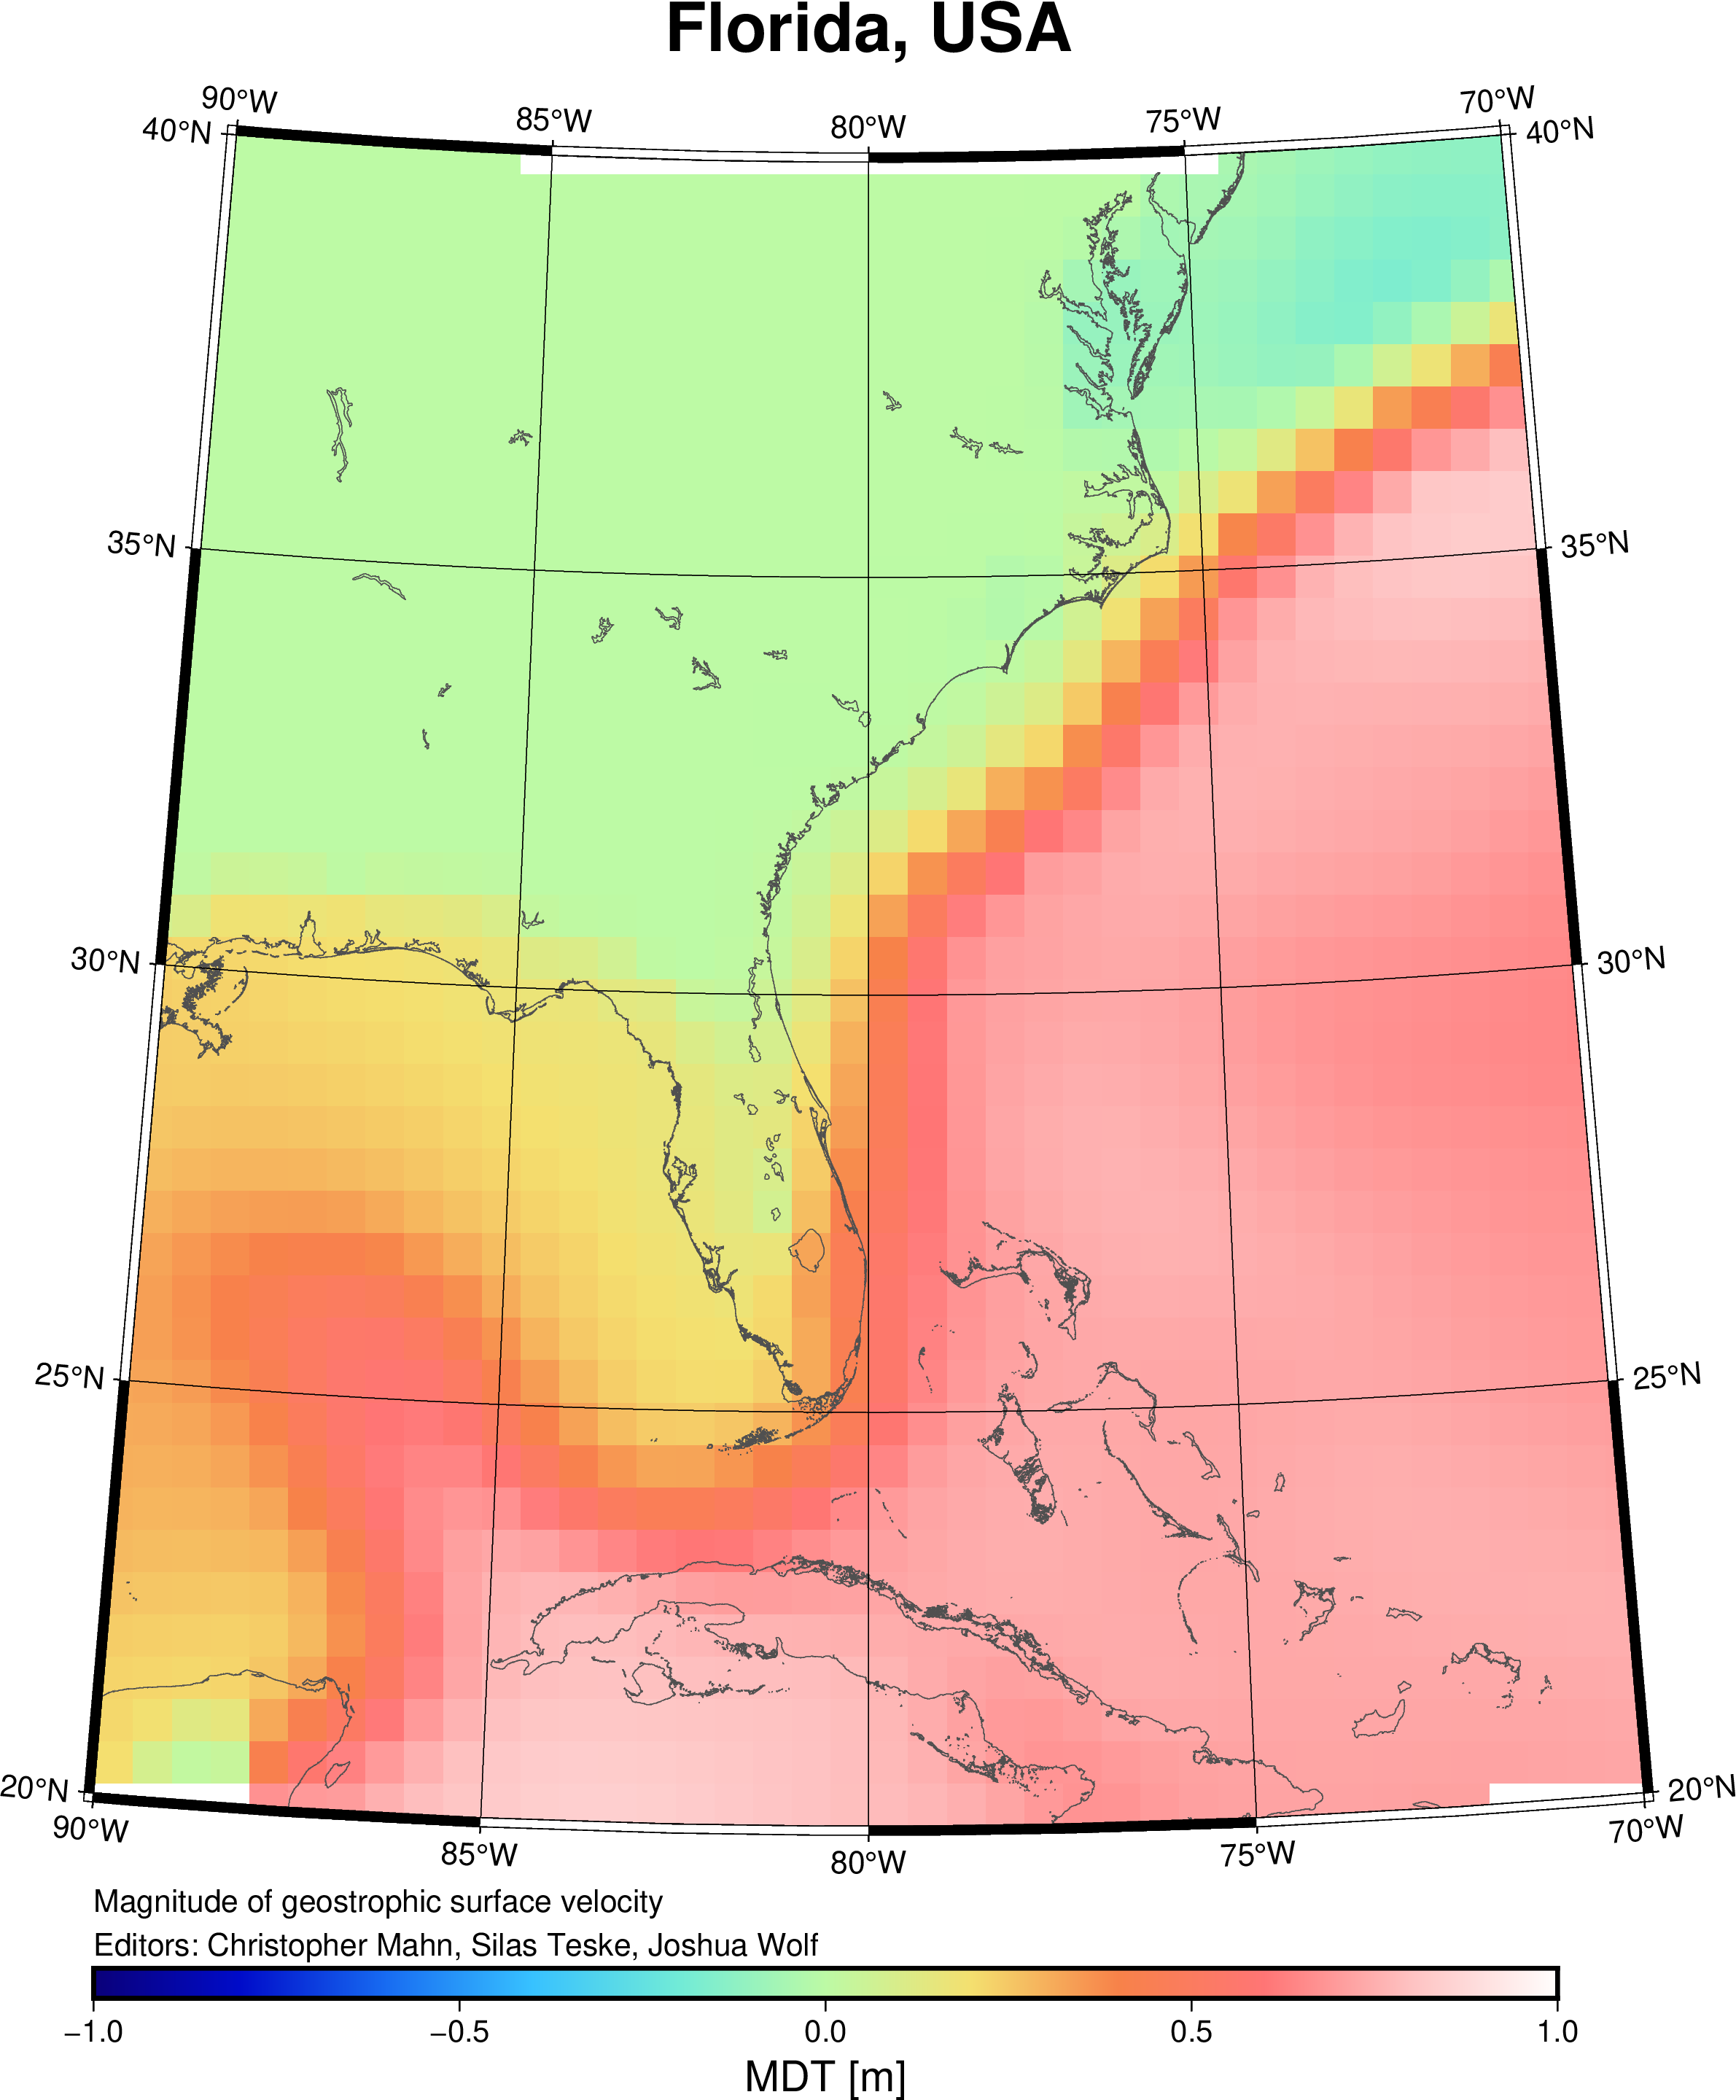 Florida, USA
90°W 85°W 80°W 75°W 70°W
40°N 40°N
35°N 35°N
30°N 30°N
25°N 25°N
20°N 20°N
90°W 85°W 80°W 75°W 70°W
Magnitude of geostrophic surface velocity
Editors: Christopher Mahn, Silas Teske, Joshua Wolf
−1.0 −0.5 0.0 0.5 1.0
MDT [m]